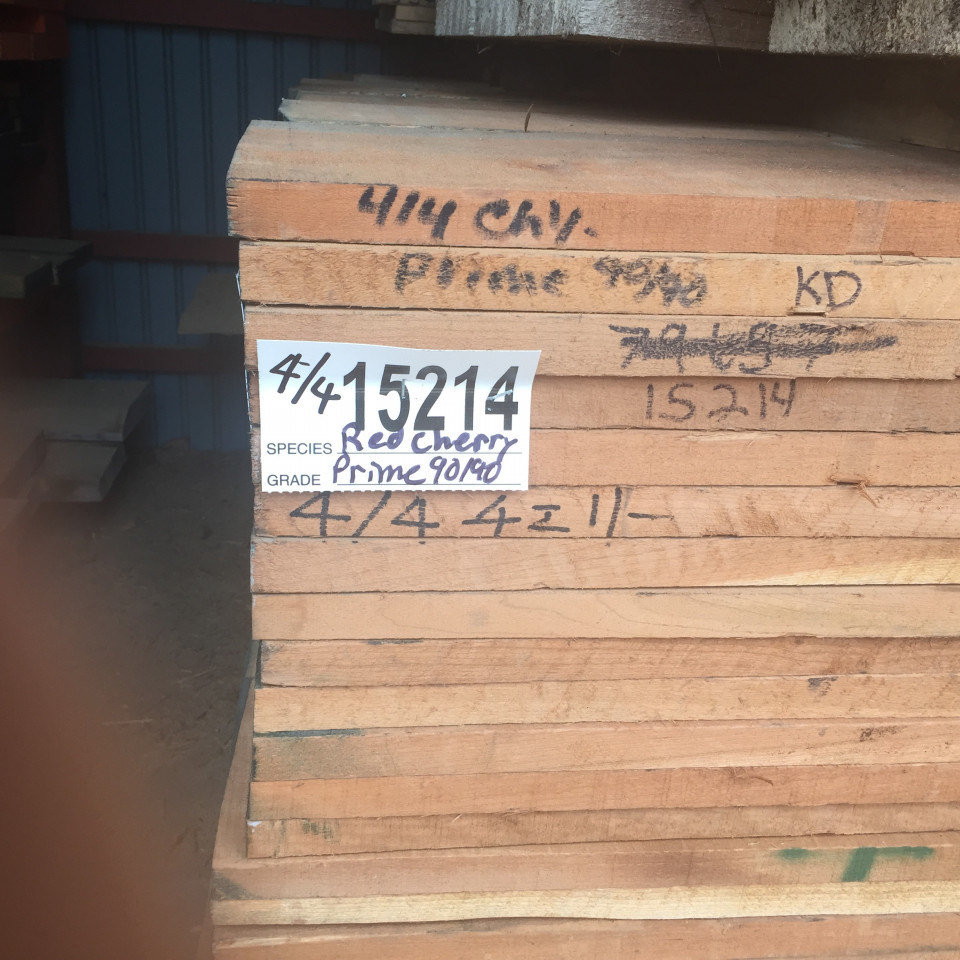 4/4 Chy.
Prime 90/90 KD
15214
4/4 15214
SPECIES Red Cherry
GRADE Prime 90/90
4/4